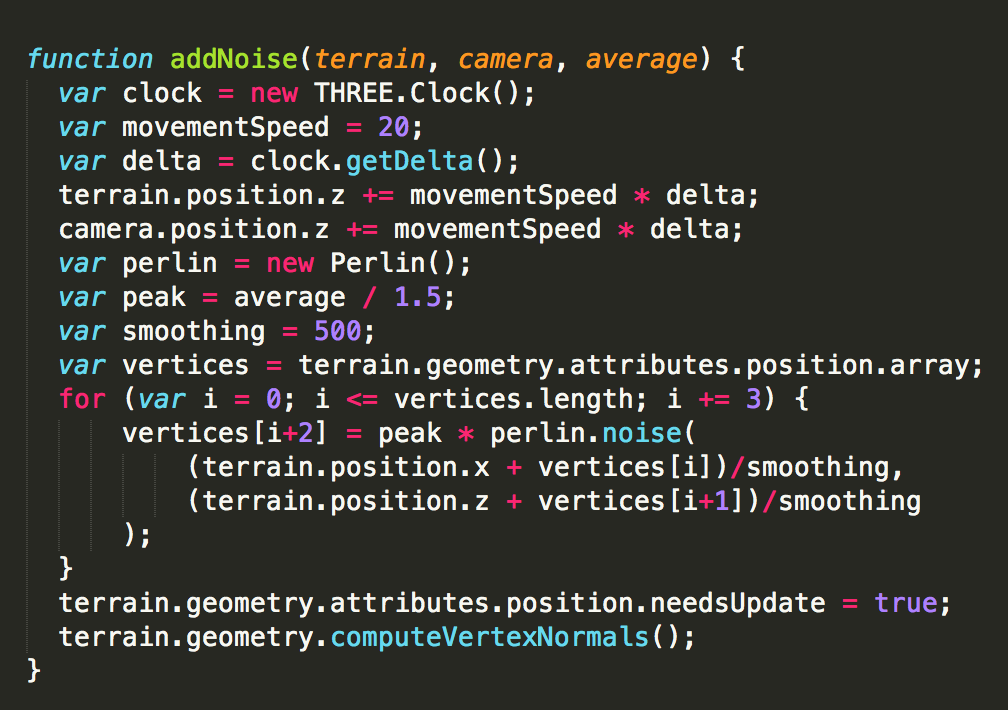 function addNoise(terrain, camera, average) {
  var clock = new THREE.Clock();
  var movementSpeed = 20;
  var delta = clock.getDelta();
  terrain.position.z += movementSpeed * delta;
  camera.position.z += movementSpeed * delta;
  var perlin = new Perlin();
  var peak = average / 1.5;
  var smoothing = 500;
  var vertices = terrain.geometry.attributes.position.array;
  for (var i = 0; i <= vertices.length; i += 3) {
      vertices[i+2] = peak * perlin.noise(
          (terrain.position.x + vertices[i])/smoothing,
          (terrain.position.z + vertices[i+1])/smoothing
      );
  }
  terrain.geometry.attributes.position.needsUpdate = true;
  terrain.geometry.computeVertexNormals();
}